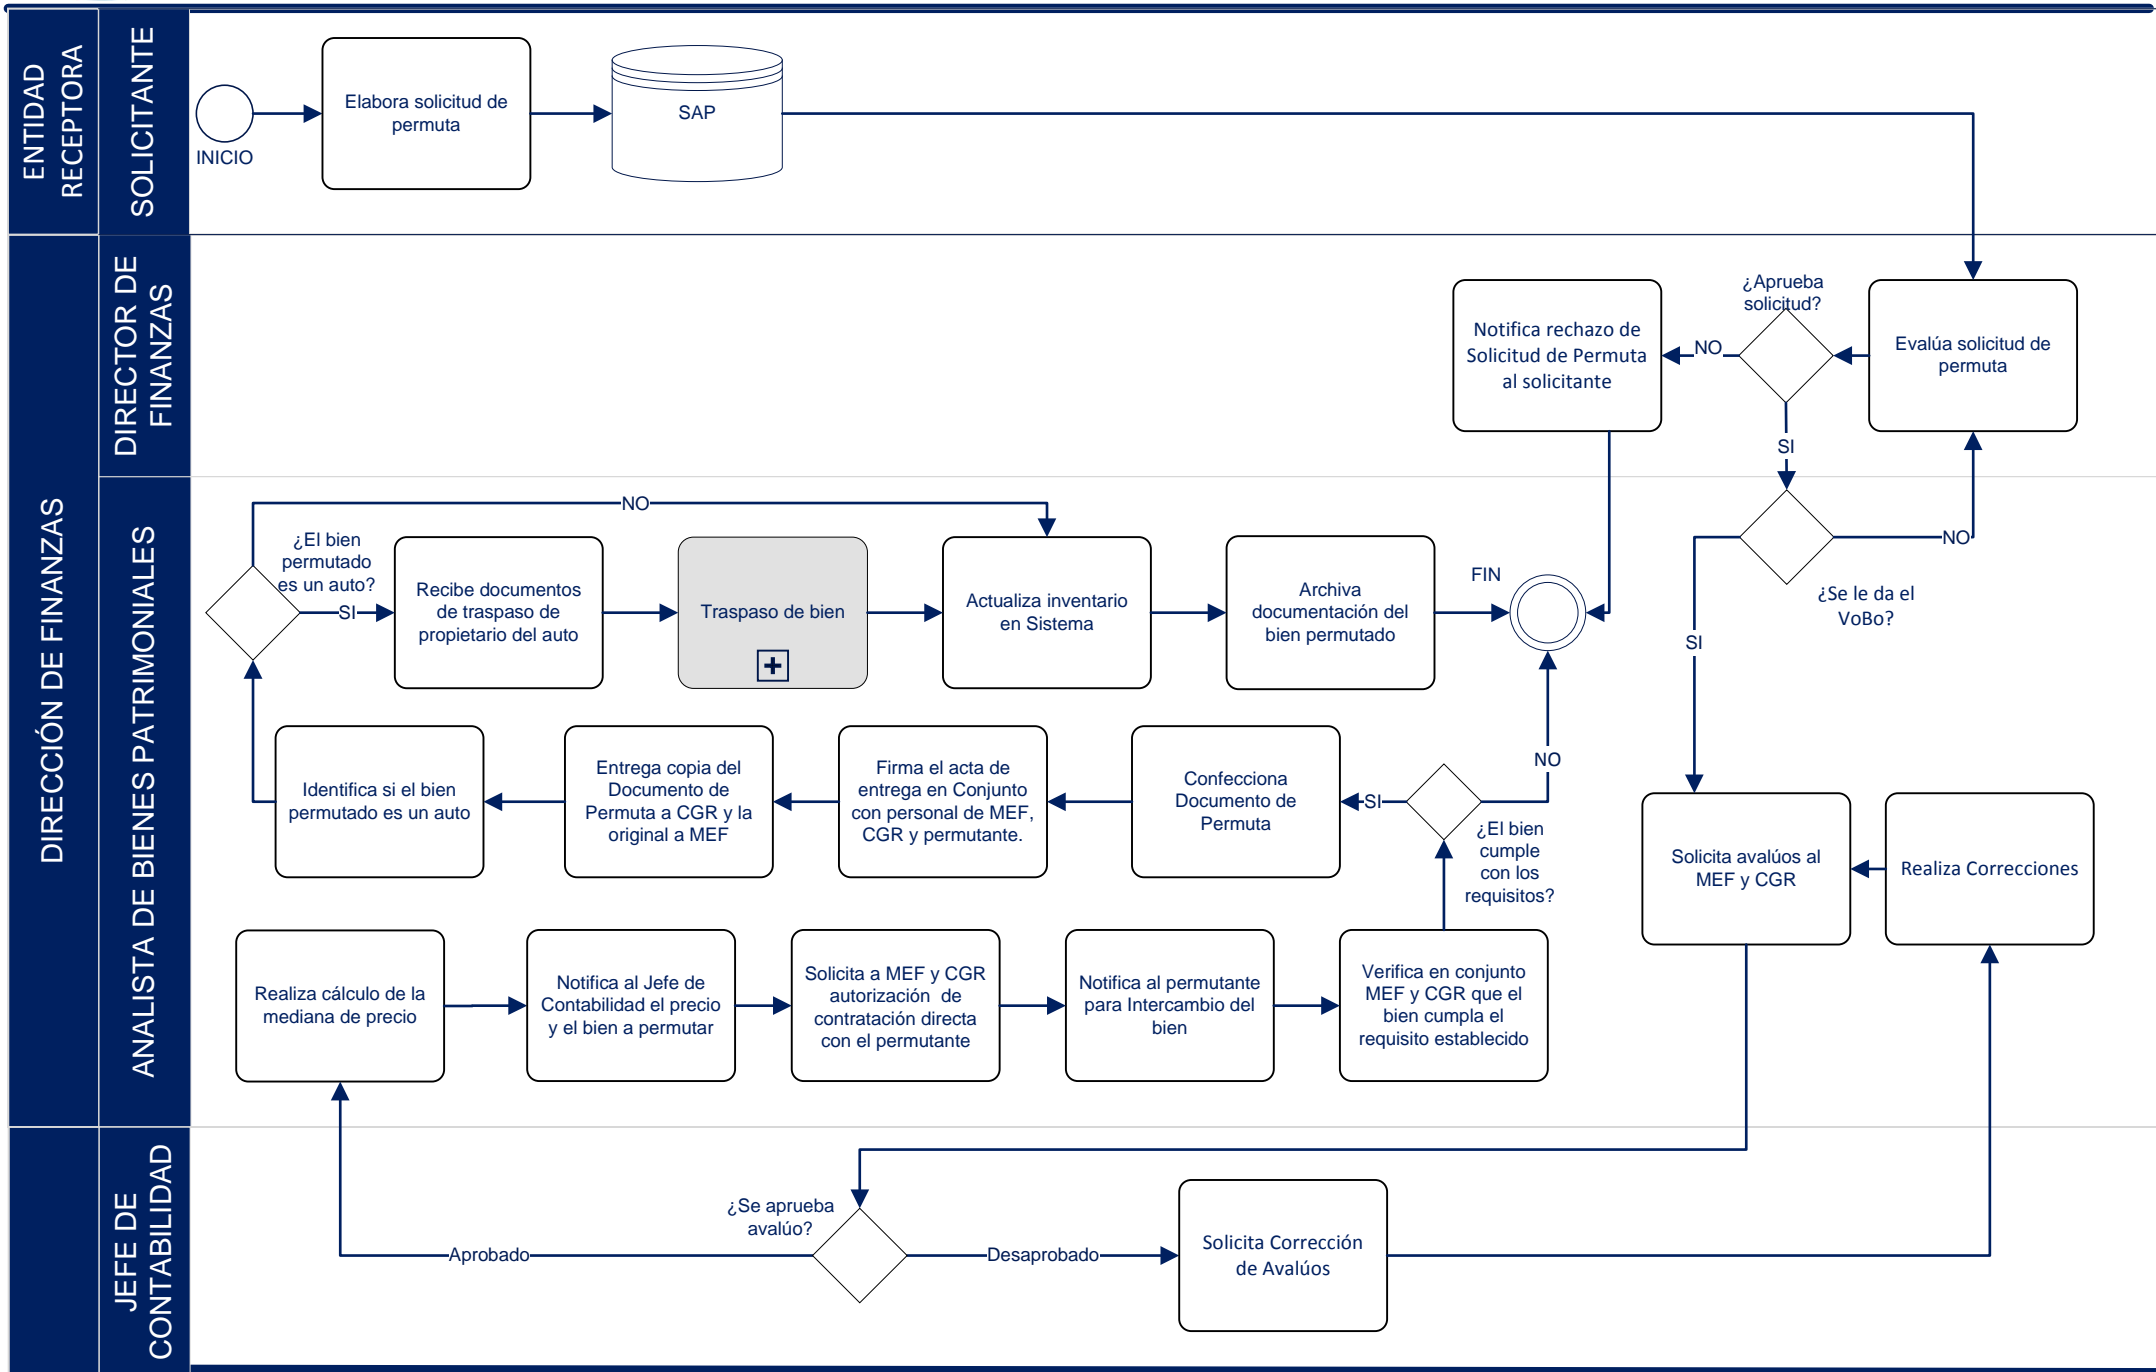 ENTIDAD
RECEPTORA
SOLICITANTE
INICIO
Elabora solicitud de
permuta
SAP
DIRECCIÓN DE FINANZAS
DIRECTOR DE
FINANZAS
Notifica rechazo de
Solicitud de Permuta
al solicitante
NO
¿Aprueba
solicitud?
Evalúa solicitud de
permuta
SI
ANALISTA DE BIENES PATRIMONIALES
NO
¿El bien
permutado
es un auto?
SI
Recibe documentos
de traspaso de
propietario del auto
Traspaso de bien
Actualiza inventario
en Sistema
Archiva
documentación del
bien permutado
FIN
NO
¿Se le da el
VoBo?
SI
Identifica si el bien
permutado es un auto
Entrega copia del
Documento de
Permuta a CGR y la
original a MEF
Firma el acta de
entrega en Conjunto
con personal de MEF,
CGR y permutante.
Confecciona
Documento de
Permuta
SI
NO
¿El bien
cumple
con los
requisitos?
Solicita avalúos al
MEF y CGR
Realiza Correcciones
Realiza cálculo de la
mediana de precio
Notifica al Jefe de
Contabilidad el precio
y el bien a permutar
Solicita a MEF y CGR
autorización  de
contratación directa
con el permutante
Notifica al permutante
para Intercambio del
bien
Verifica en conjunto
MEF y CGR que el
bien cumpla el
requisito establecido
JEFE DE
CONTABILIDAD
¿Se aprueba
avalúo?
Aprobado
Desaprobado
Solicita Corrección
de Avalúos